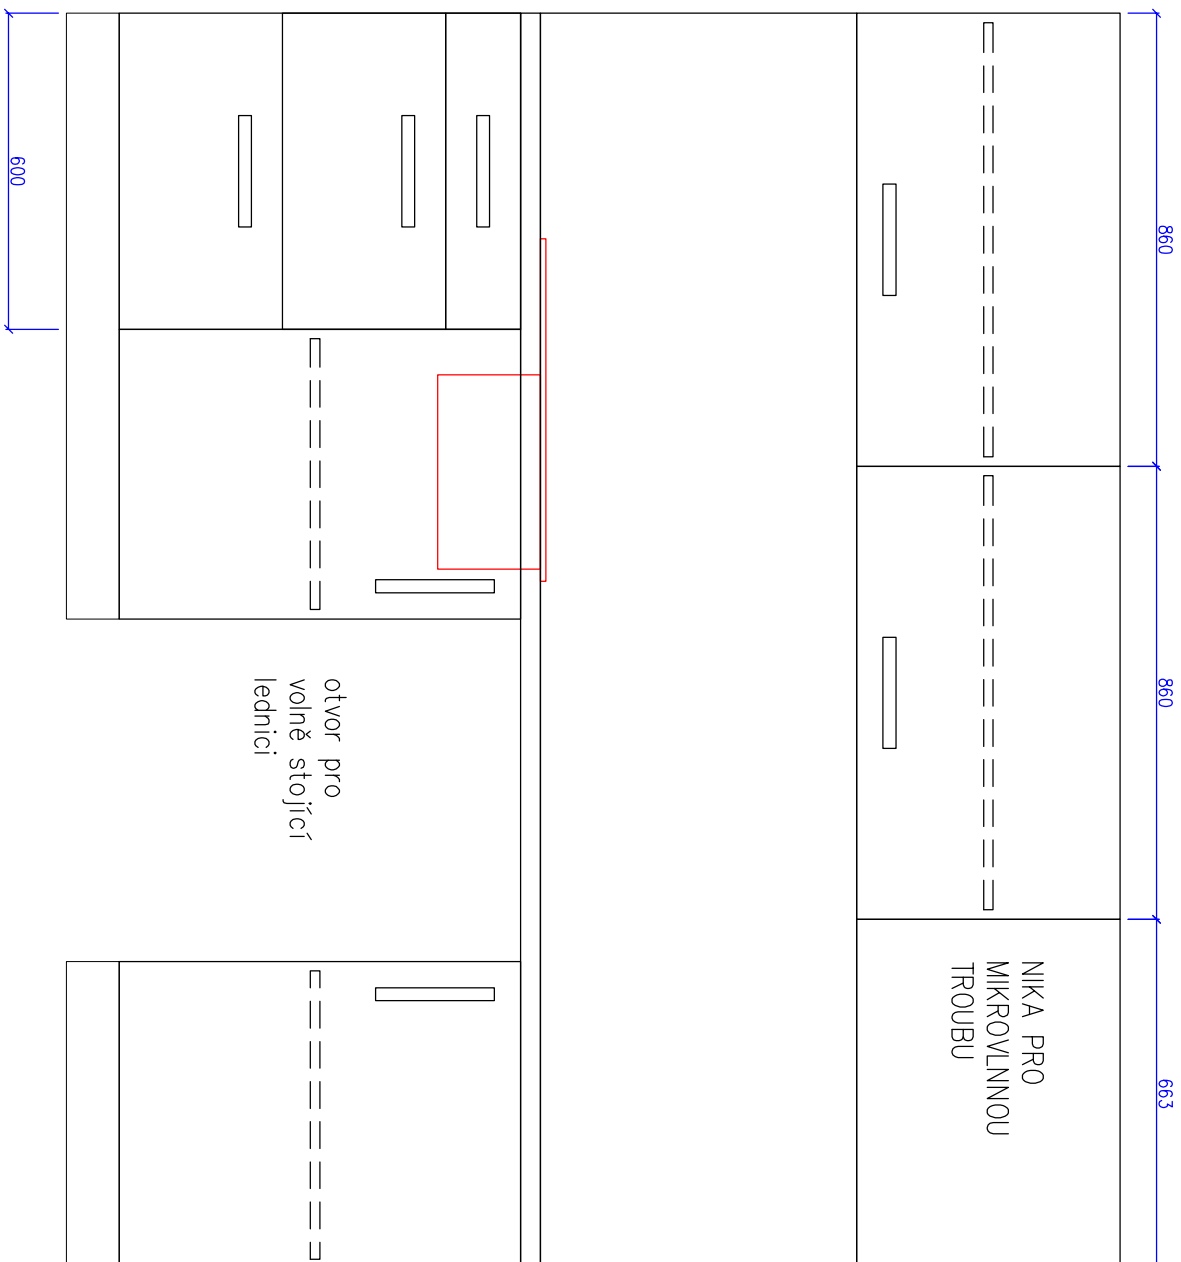 860
860
663
NIKA PRO
MIKROVLNNOU
TROUBU
otvor pro
volně stojící
lednici
600